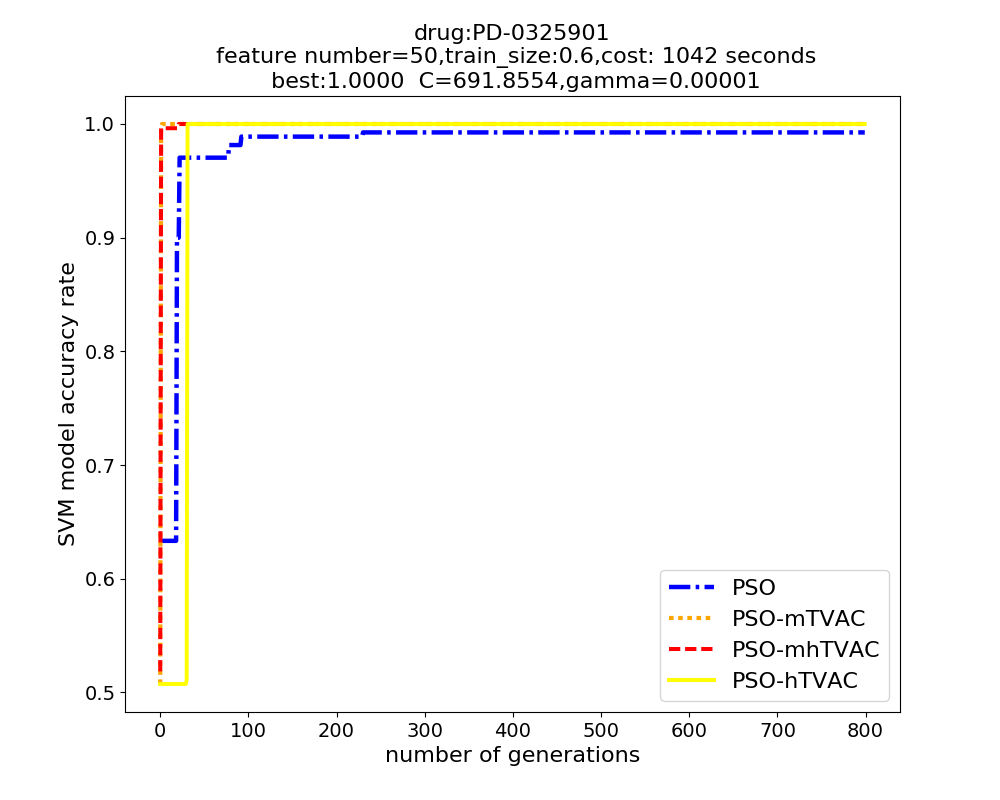 drug:PD-0325901
feature number=50,train_size:0.6,cost: 1042 seconds
best:1.0000  C=691.8554,gamma=0.00001
SVM model accuracy rate
1.0
0.9
0.8
0.7
0.6
0.5
PSO
PSO-mTVAC
PSO-mhTVAC
PSO-hTVAC
0 100 200 300 400 500 600 700 800
number of generations